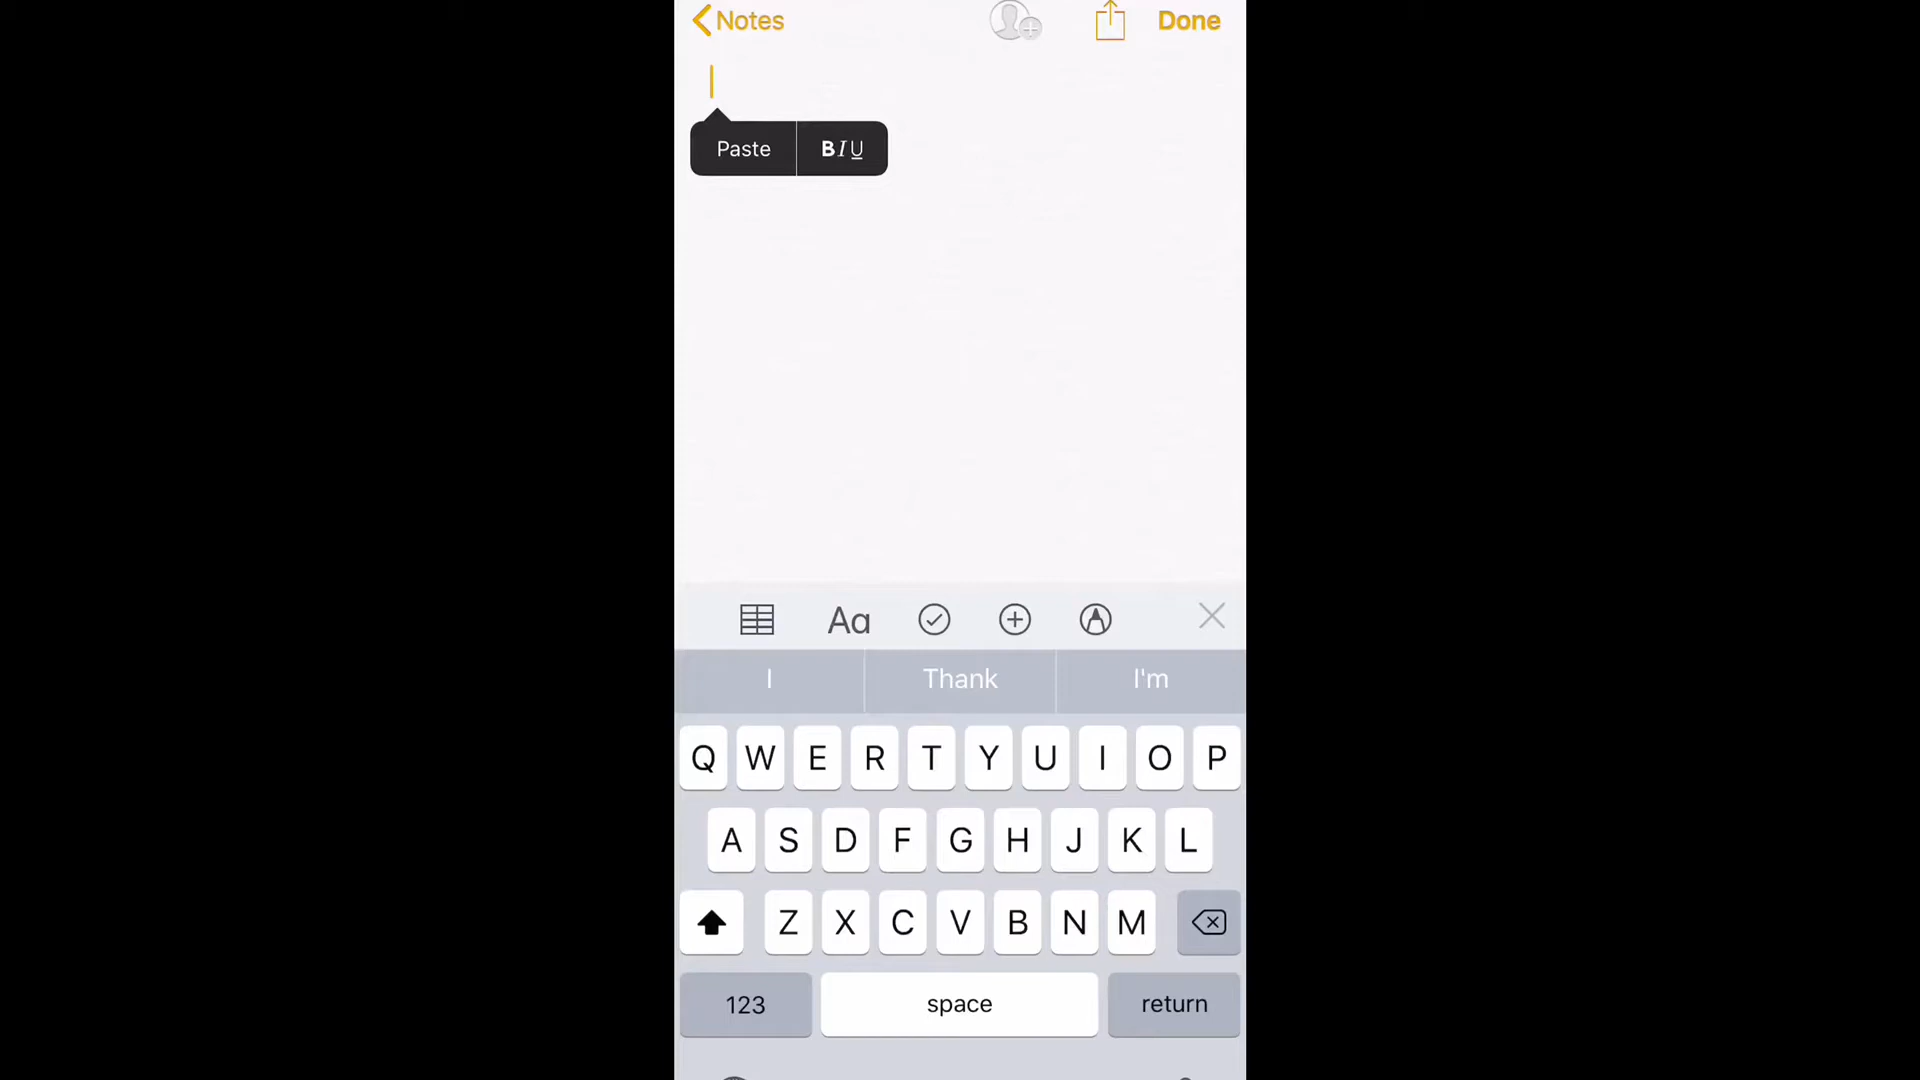 Notes Done
Paste BIU
Aa
I Thank I'm
Q W E R T Y U I O P
A S D F G H J K L
Z X C V B N M
123 space return